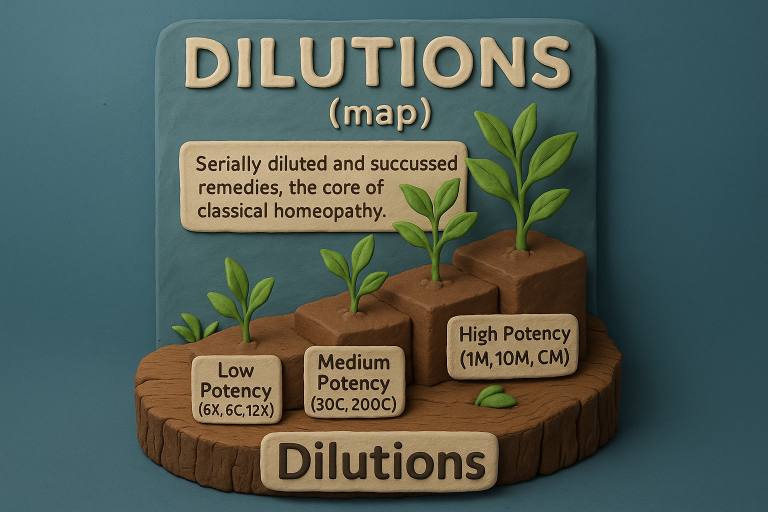 DILUTIONS
(map)
Serially diluted and succussed
remedies, the core of
classical homeopathy.
Low
Potency
(6X, 6C,12X)
Medium
Potency
(30C, 200C)
High Potency
(1M, 10M, CM)
Dilutions